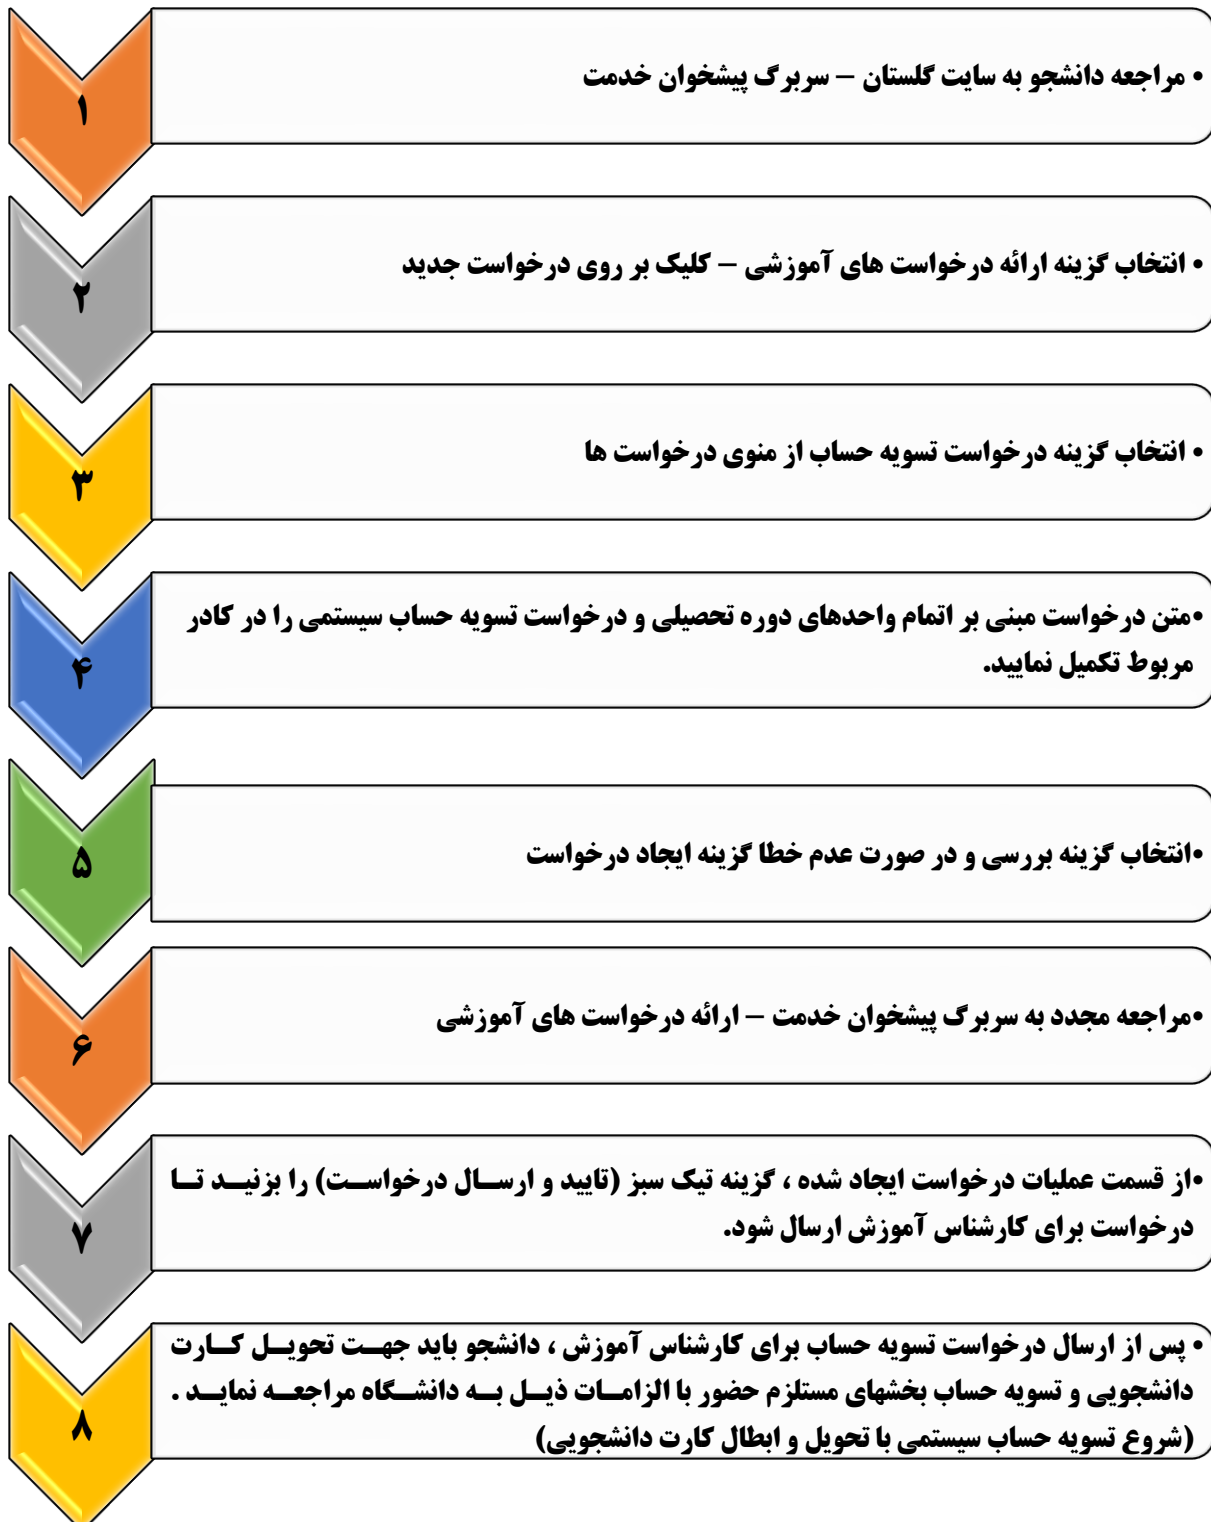 ۱
• مراجعه دانشجو به سایت گلستان – سربرگ پیشخوان خدمت
۲
• انتخاب گزینه ارائه درخواست های آموزشی – کلیک بر روی درخواست جدید
۳
• انتخاب گزینه درخواست تسویه حساب از منوی درخواست ها
۴
•متن درخواست مبنی بر اتمام واحدهای دوره تحصیلی و درخواست تسویه حساب سیستمی را در کادر
مربوط تکمیل نمایید.
۵
•انتخاب گزینه بررسی و در صورت عدم خطا گزینه ایجاد درخواست
۶
•مراجعه مجدد به سربرگ پیشخوان خدمت – ارائه درخواست های آموزشی
۷
•از قسمت عملیات درخواست ایجاد شده ، گزینه تیک سبز (تایید و ارسال درخواست) را بزنید تا
درخواست برای کارشناس آموزش ارسال شود.
۸
• پس از ارسال درخواست تسویه حساب برای کارشناس آموزش ، دانشجو باید جهت تحویل کارت
دانشجویی و تسویه حساب بخشهای مستلزم حضور با الزامات ذیل به دانشگاه مراجعه نماید .
(شروع تسویه حساب سیستمی با تحویل و ابطال کارت دانشجویی)